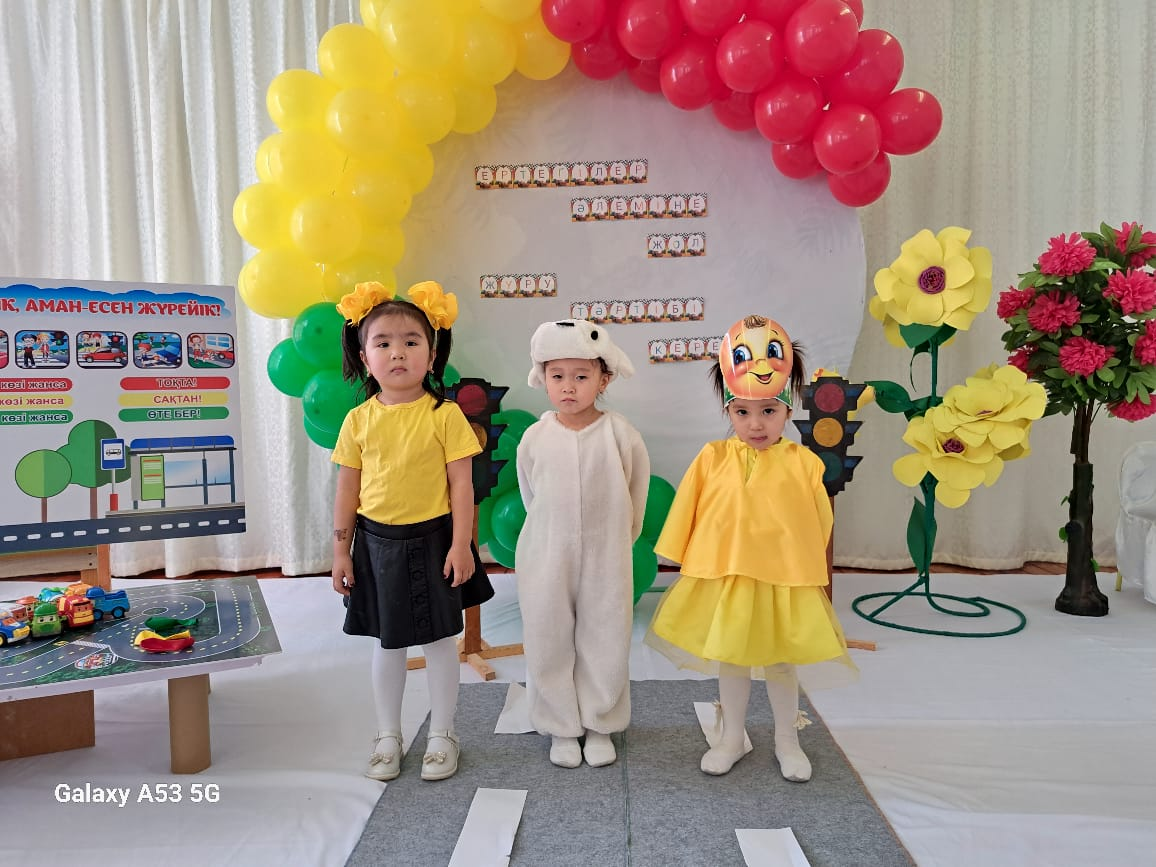 ЕРТЕГІЛЕР
ӘЛЕМІНЕ
ЖОЛ
ЖҮРУ
ТӘРТІБІ
КЕРЕ
АМАН-ЕСЕН ЖҮРЕЙІК!
көзі жанса ТОҚТА!
көзі жанса САҚТАН!
көзі жанса ӨТЕ БЕР!
Galaxy A53 5G